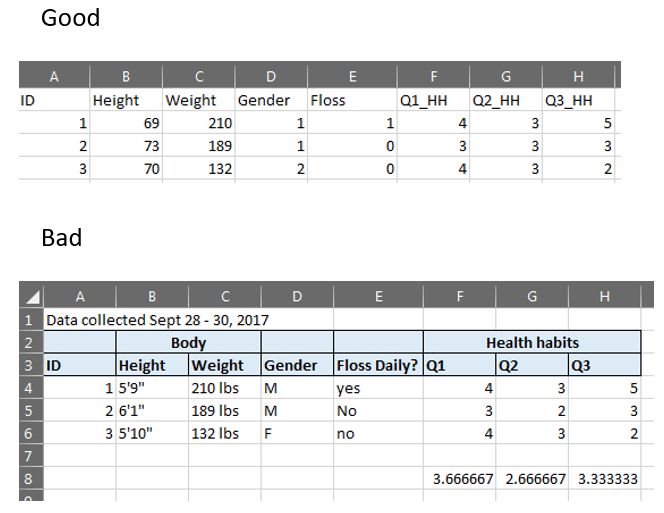 Good
A B C D E F G H
ID Height Weight Gender Floss Q1_HH Q2_HH Q3_HH
1 69 210 1 1 4 3 5
2 73 189 1 0 3 3 3
3 70 132 2 0 4 3 2
Bad
A B C D E F G H
1 Data collected Sept 28 - 30, 2017
2 Body Health habits
3 ID Height Weight Gender Floss Daily? Q1 Q2 Q3
4 1 5'9" 210 lbs M yes 4 3 5
5 2 6'1" 189 lbs M No 3 2 3
6 3 5'10" 132 lbs F no 4 3 2
7
8 3.666667 2.666667 3.333333